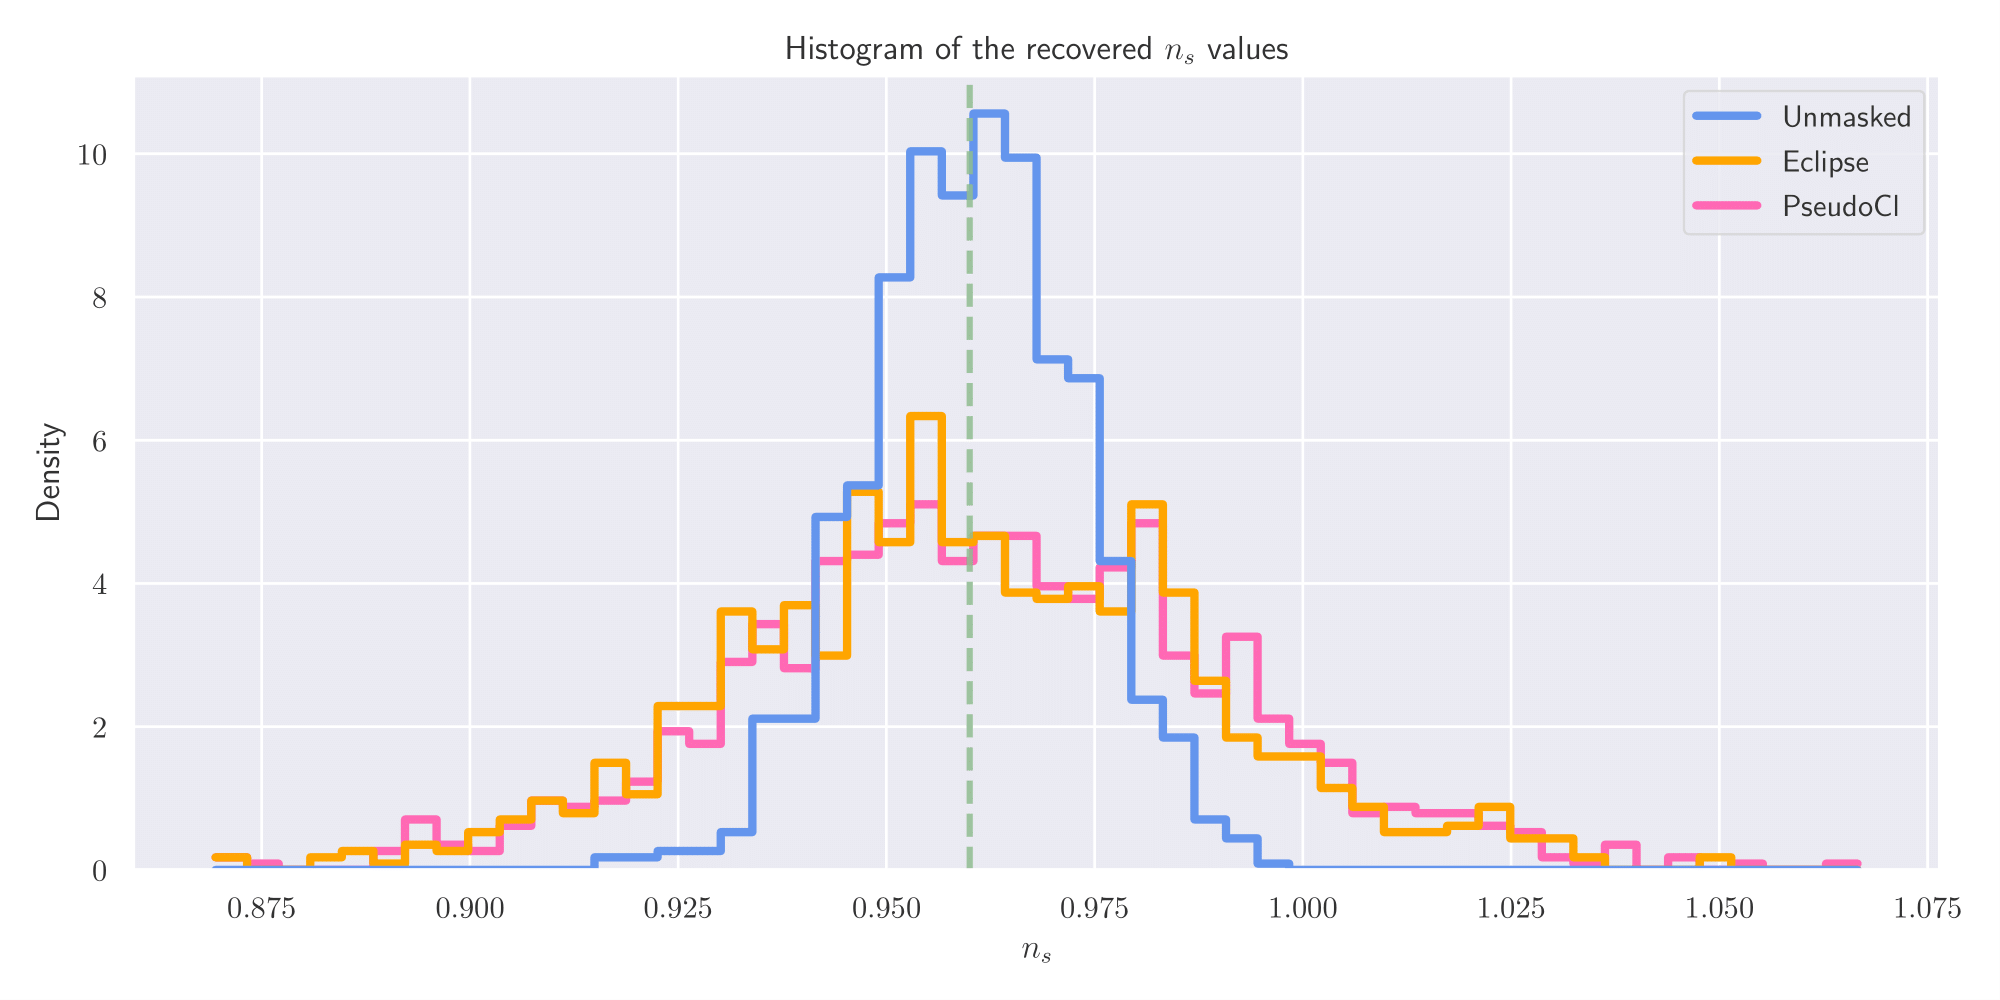 Histogram of the recovered n_s values
Density
10
8
6
4
2
0
0.875 0.900 0.925 0.950 0.975 1.000 1.025 1.050 1.075
n_s
Unmasked
Eclipse
PseudoCl